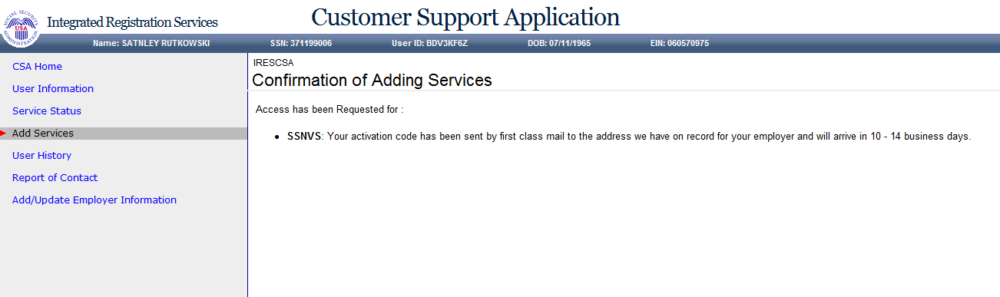 SOCIAL SECURITY
USA
ADMINISTRATION
Integrated Registration Services
Customer Support Application
Name: SATNLEY RUTKOWSKI SSN: 371199006 User ID: BDV3KF6Z DOB: 07/11/1965 EIN: 060570975
CSA Home
User Information
Service Status
Add Services
User History
Report of Contact
Add/Update Employer Information
IRESCSA
Confirmation of Adding Services
Access has been Requested for :
• SSNVS: Your activation code has been sent by first class mail to the address we have on record for your employer and will arrive in 10 - 14 business days.